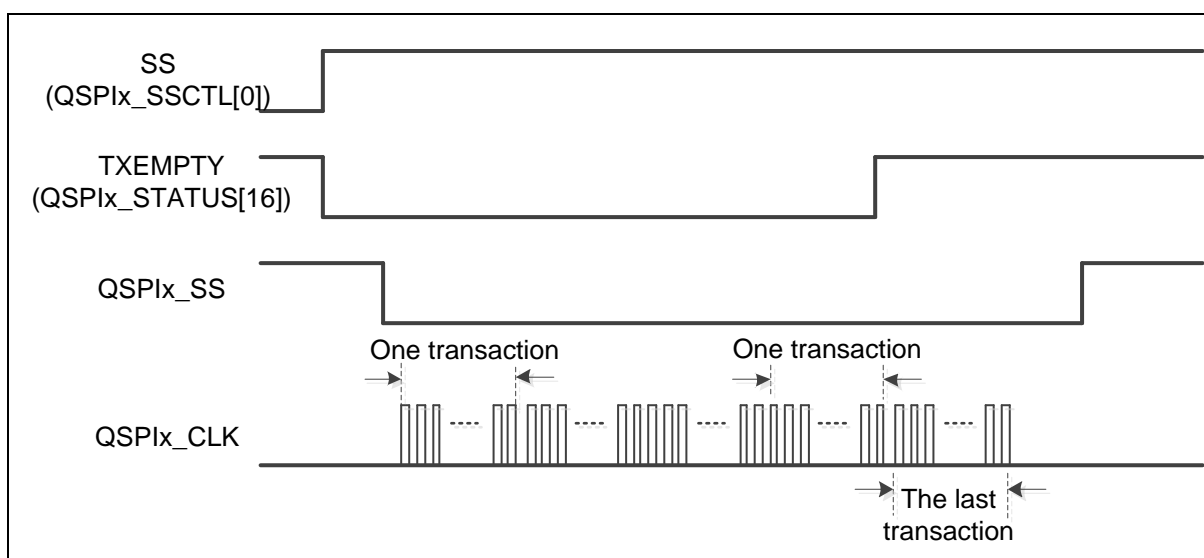 SS
(QSPIx_SSCTL[0])
TXEMPTY
(QSPIx_STATUS[16])
QSPIx_SS
One transaction
One transaction
QSPIx_CLK
The last
transaction